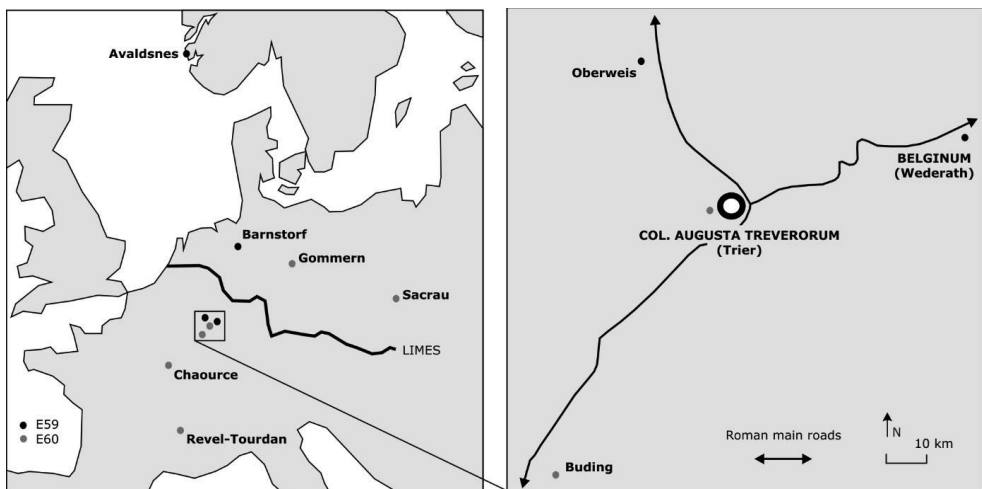 Avaldsnes
Barnstorf
Gommern
Sacrau
LIMES
Chaource
E59
E60
Revel-Tourdan
Oberweis
BELGINUM
(Wederath)
COL. AUGUSTA TREVERORUM
(Trier)
Roman main roads
N
10 km
Buding